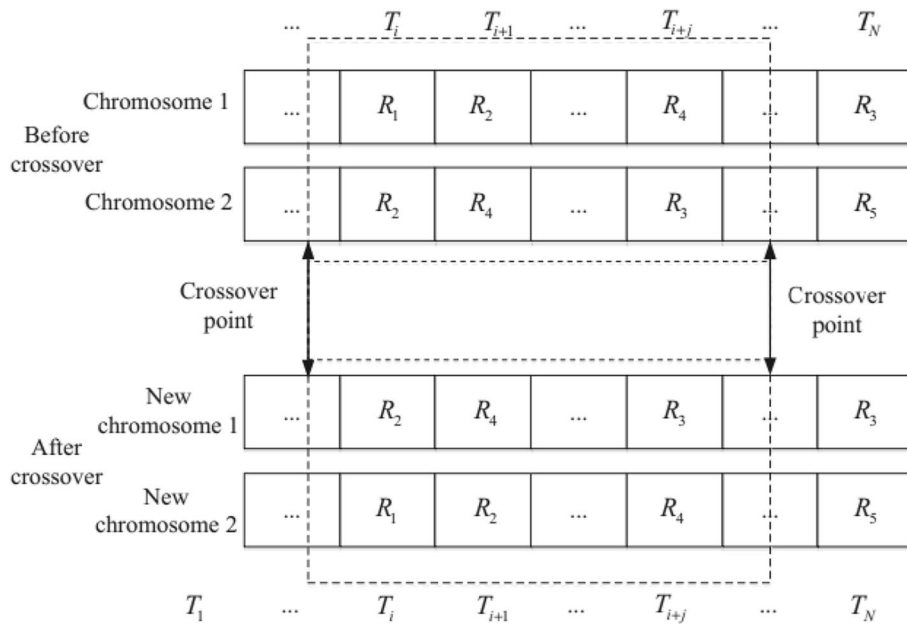 ... T_i T_{i+1} ... T_{i+j} ... T_N
Chromosome 1 ... R_1 R_2 ... R_4 ... R_3
Before
crossover
Chromosome 2 ... R_2 R_4 ... R_3 ... R_5
Crossover
point
Crossover
point
New
chromosome 1 ... R_2 R_4 ... R_3 ... R_3
After
crossover
New
chromosome 2 ... R_1 R_2 ... R_4 ... R_5
T_1 ... T_i T_{i+1} ... T_{i+j} ... T_N